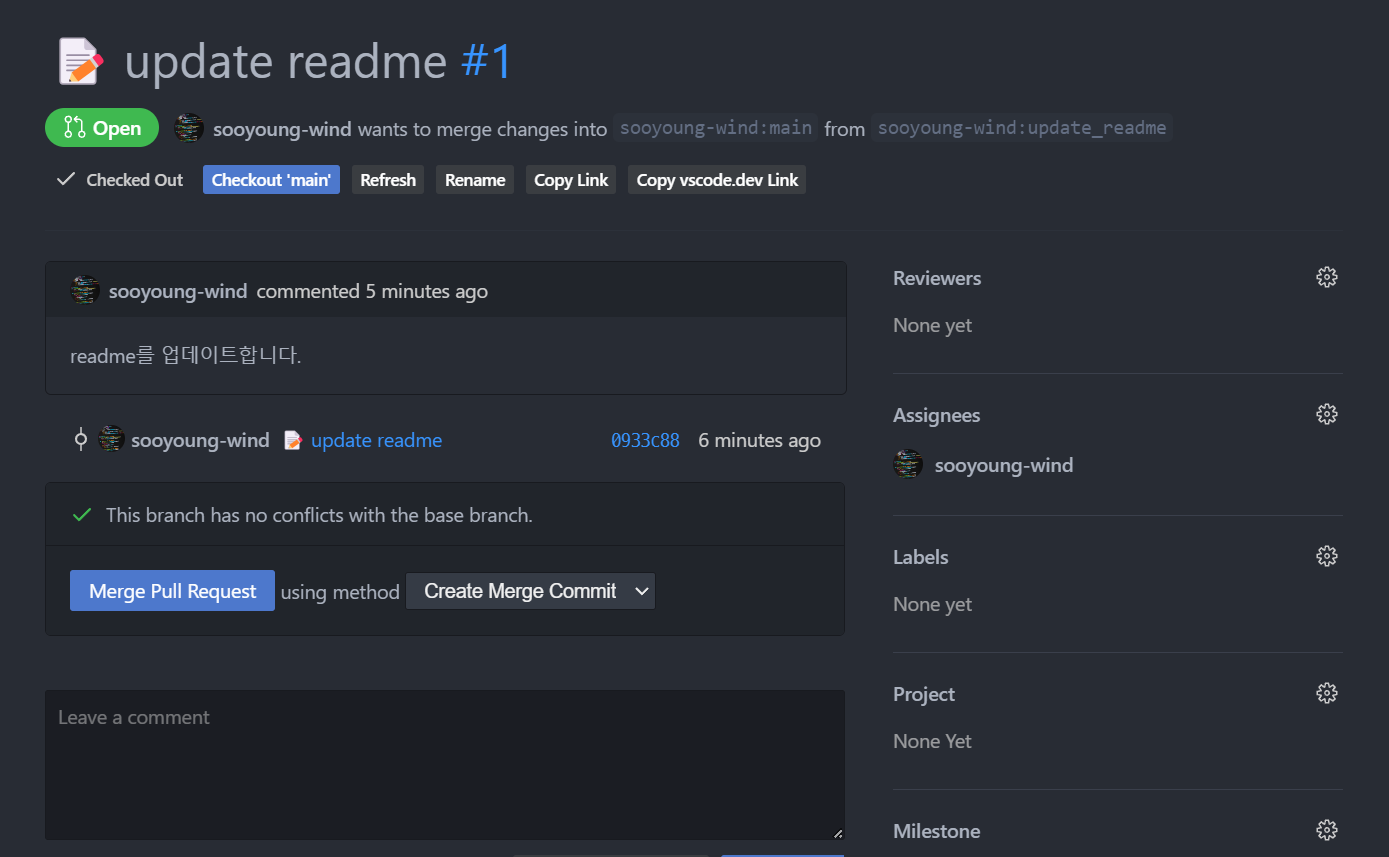 📝 update readme #1
Open sooyoung-wind wants to merge changes into sooyoung-wind:main from sooyoung-wind:update_readme
Checked Out Checkout 'main' Refresh Rename Copy Link Copy vscode.dev Link
sooyoung-wind commented 5 minutes ago
readme를 업데이트합니다.
sooyoung-wind 📝 update readme 0933c88 6 minutes ago
This branch has no conflicts with the base branch.
Merge Pull Request using method Create Merge Commit
Leave a comment
Reviewers
None yet
Assignees
sooyoung-wind
Labels
None yet
Project
None Yet
Milestone